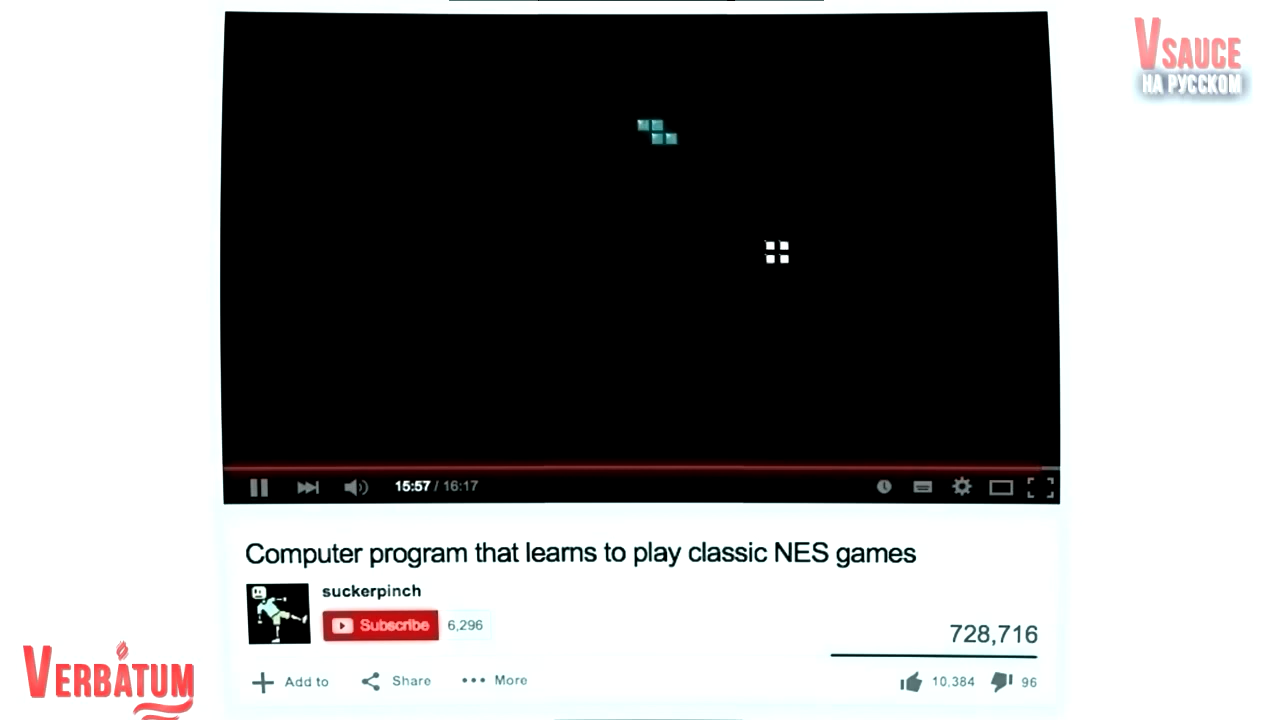 VSAUCE
НА РУССКОМ
15:57 / 16:17
Computer program that learns to play classic NES games
suckerpinch
Subscribe 6,296
728,716
Add to Share More
10,384 96
VERBATUM